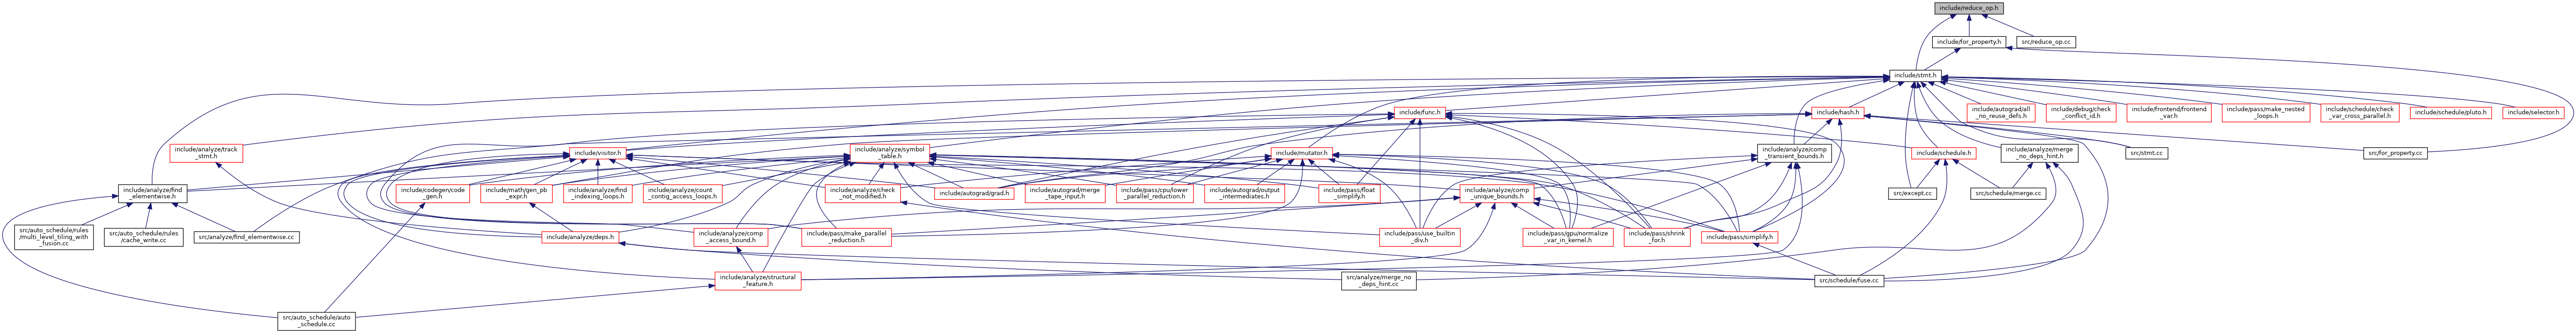 include/reduce_op.h
include/for_property.h
src/reduce_op.cc
include/stmt.h
include/func.h
include/hash.h
include/autograd/all
_no_reuse_defs.h
include/debug/check
_conflict_id.h
include/frontend/frontend
_var.h
include/pass/make_nested
_loops.h
include/schedule/check
_var_cross_parallel.h
include/schedule/pluto.h
include/selector.h
include/analyze/track
_stmt.h
include/visitor.h
include/analyze/symbol
_table.h
include/mutator.h
include/analyze/comp
_transient_bounds.h
include/schedule.h
include/analyze/merge
_no_deps_hint.h
src/stmt.cc
src/for_property.cc
include/analyze/find
_elementwise.h
include/codegen/code
_gen.h
include/math/gen_pb
_expr.h
include/analyze/find
_indexing_loops.h
include/analyze/count
_contig_access_loops.h
include/analyze/check
_not_modified.h
include/autograd/grad.h
include/autograd/merge
_tape_input.h
include/pass/cpu/lower
_parallel_reduction.h
include/autograd/output
_intermediates.h
include/pass/float
_simplify.h
include/analyze/comp
_unique_bounds.h
src/except.cc
src/schedule/merge.cc
src/auto_schedule/rules
/multi_level_tiling_with
_fusion.cc
src/auto_schedule/rules
/cache_write.cc
src/analyze/find_elementwise.cc
include/analyze/deps.h
include/analyze/comp
_access_bound.h
include/pass/make_parallel
_reduction.h
include/pass/use_builtin
_div.h
include/pass/gpu/normalize
_var_in_kernel.h
include/pass/shrink
_for.h
include/pass/simplify.h
include/analyze/structural
_feature.h
src/analyze/merge_no
_deps_hint.cc
src/schedule/fuse.cc
src/auto_schedule/auto
_schedule.cc